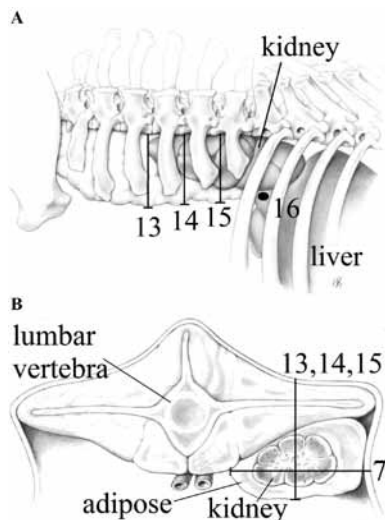 A
kidney
13
14
15
16
liver
B
lumbar
vertebra
13,14,15
7
adipose
kidney